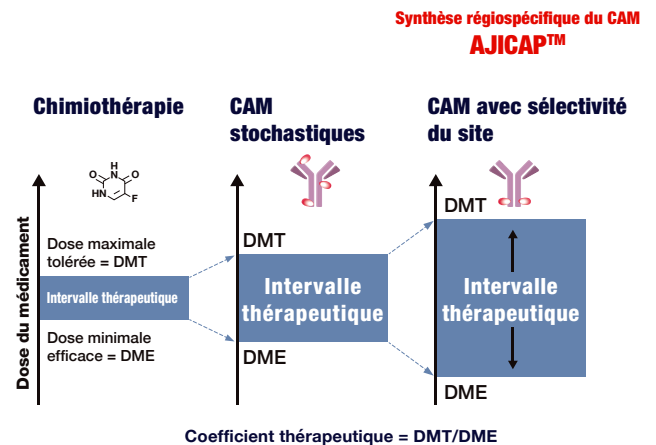 Synthèse régiospécifique du CAM
AJICAP™
Chimiothérapie
CAM
stochastiques
CAM avec sélectivité
du site
Dose du médicament
O
H
N
O
HN
F
Dose maximale
tolérée = DMT
Intervalle thérapeutique
Dose minimale
efficace = DME
DMT
Intervalle
thérapeutique
DME
DMT
Intervalle
thérapeutique
DME
Coefficient thérapeutique = DMT/DME